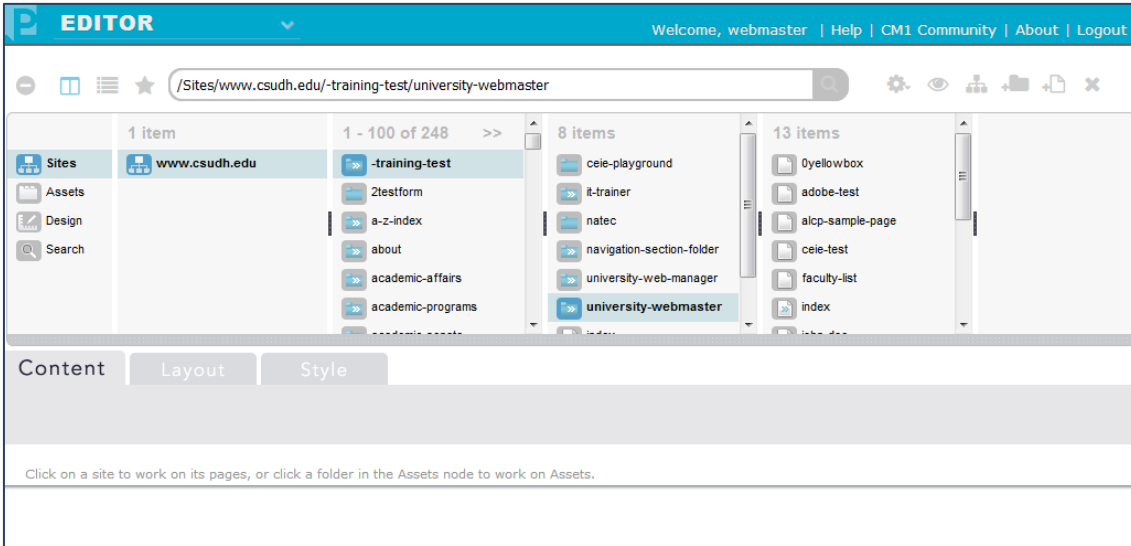 EDITOR
Welcome, webmaster | Help | CM1 Community | About | Logout
/Sites/www.csudh.edu/-training-test/university-webmaster
1 item
1 - 100 of 248 >>
8 items
13 items
Sites
www.csudh.edu
-training-test
ceie-playground
0yellowbox
Assets
2testform
it-trainer
adobe-test
Design
a-z-index
natec
alcp-sample-page
Search
about
navigation-section-folder
ceie-test
academic-affairs
university-web-manager
faculty-list
academic-programs
university-webmaster
index
Content
Layout
Style
Click on a site to work on its pages, or click a folder in the Assets node to work on Assets.